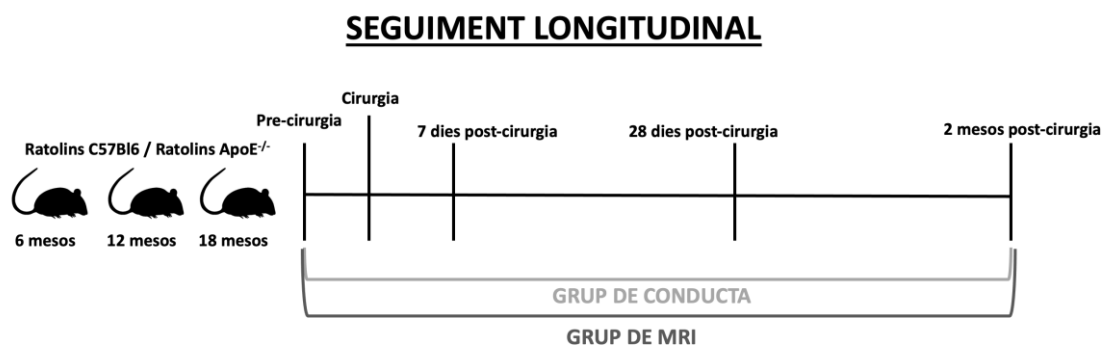 SEGUIMENT LONGITUDINAL
Cirurgia
Pre-cirurgia
7 dies post-cirurgia
28 dies post-cirurgia
2 mesos post-cirurgia
Ratolins C57Bl6 / Ratolins ApoE-/-
6 mesos
12 mesos
18 mesos
GRUP DE CONDUCTA
GRUP DE MRI